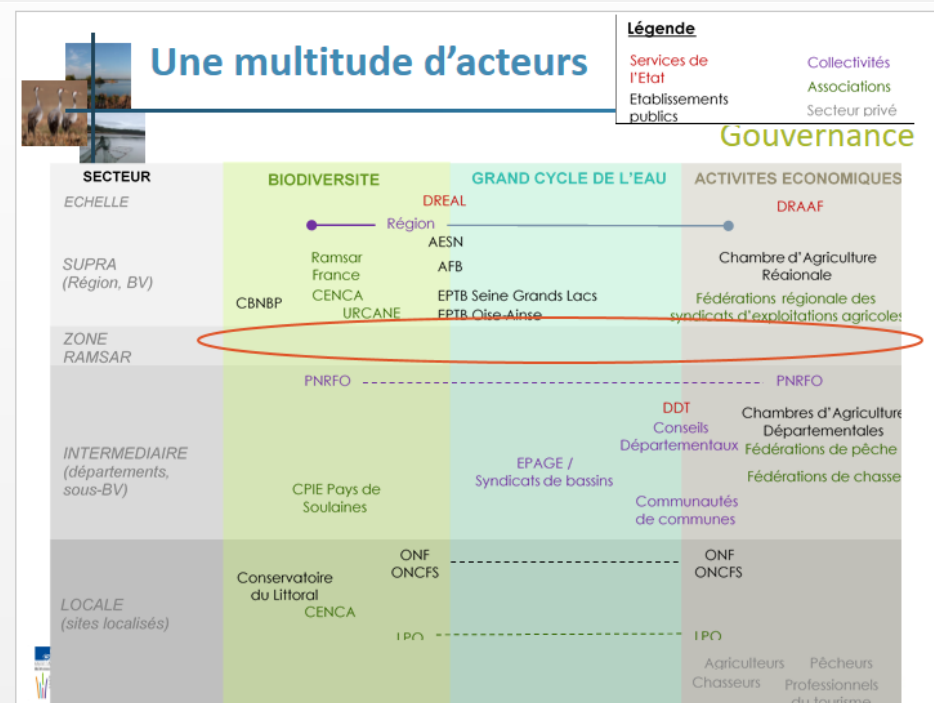 Une multitude d'acteurs
Légende
Services de
l'Etat
Etablissements
publics
Collectivités
Associations
Secteur privé
Gouvernance
SECTEUR
BIODIVERSITE
GRAND CYCLE DE L'EAU
ACTIVITES ECONOMIQUES
ECHELLE
DREAL
DRAAF
Région
SUPRA
(Région, BV)
Ramsar
France
AESN
AFB
Chambre d'Agriculture
Réaionale
CBNBP
CENCA
URCANE
EPTB Seine Grands Lacs
EPTB Oise-Ainse
Fédérations régionale des
syndicats d'exploitations agricoles
ZONE
RAMSAR
PNRFO
PNRFO
INTERMEDIAIRE
(départements,
sous-BV)
DDT
Conseils
Départementaux
Chambres d'Agriculture
Départementales
Fédérations de pêche
EPAGE /
Syndicats de bassins
Fédérations de chasse
CPIE Pays de
Soulaines
Communautés
de communes
LOCALE
(sites localisés)
ONF
ONCFS
ONF
ONCFS
Conservatoire
du Littoral
CENCA
LPO
LPO
Agriculteurs
Pêcheurs
Chasseurs
Professionnels
du tourisme